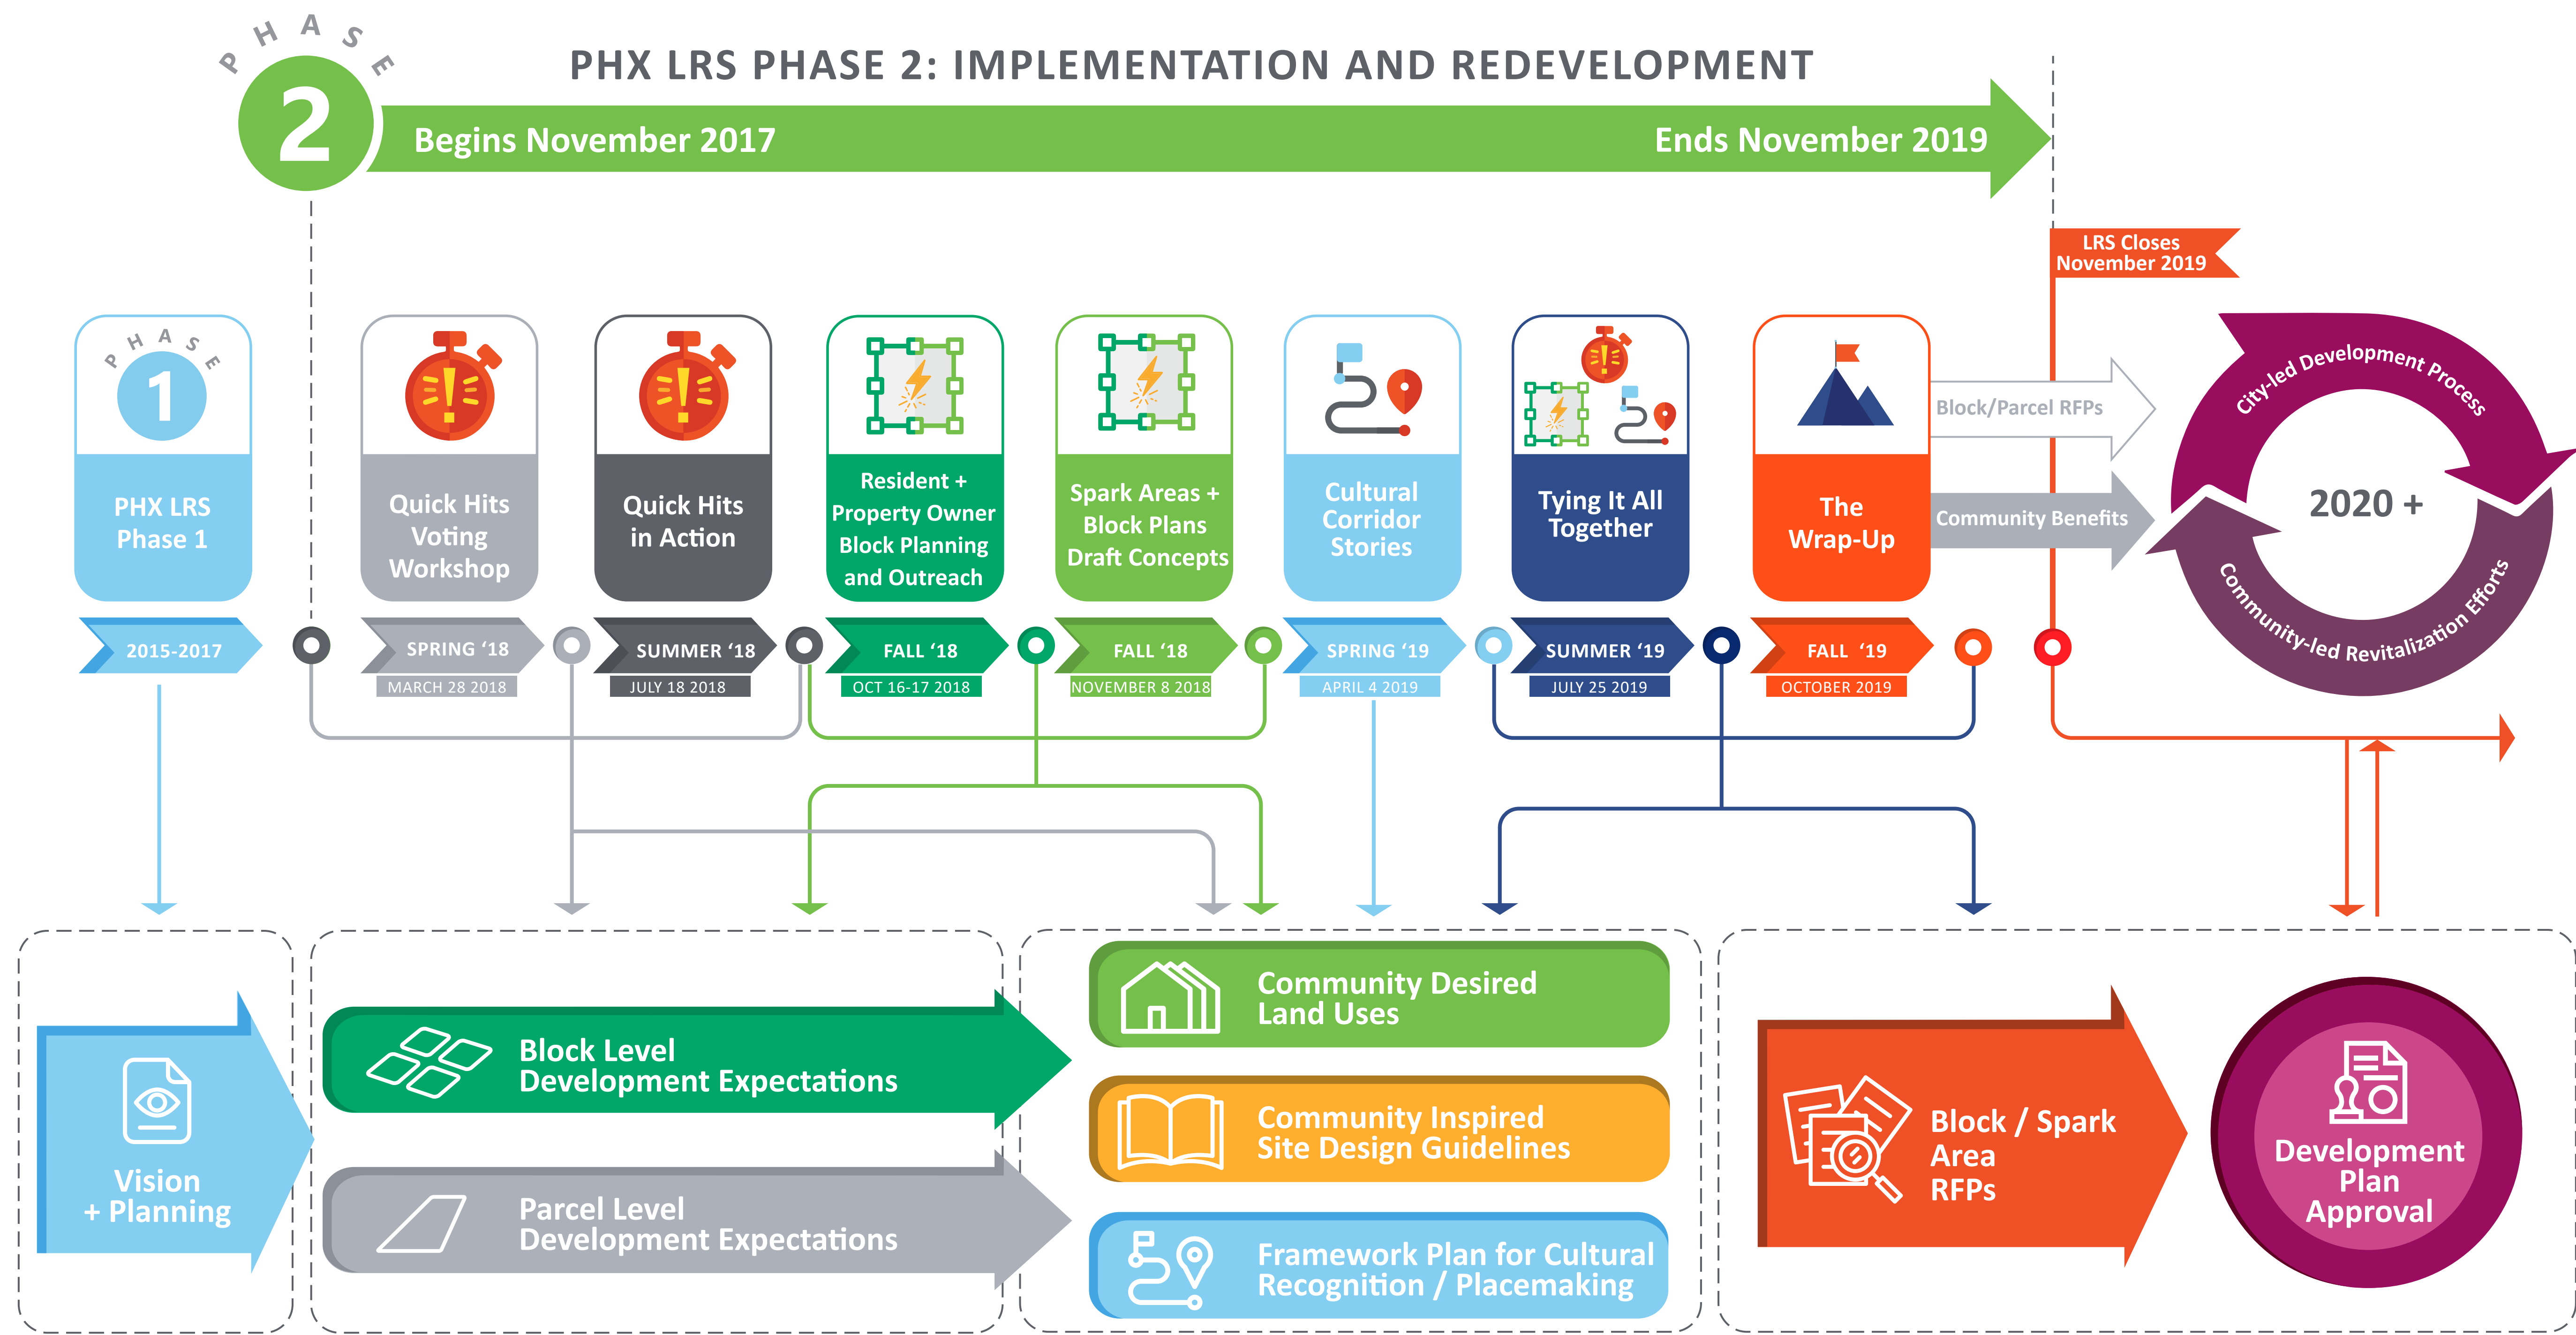 PHASE
2
PHX LRS PHASE 2: IMPLEMENTATION AND REDEVELOPMENT
Begins November 2017
Ends November 2019
LRS Closes
November 2019
PHASE
1
PHX LRS
Phase 1
Quick Hits
Voting
Workshop
Quick Hits
in Action
Resident +
Property Owner
Block Planning
and Outreach
Spark Areas +
Block Plans
Draft Concepts
Cultural
Corridor
Stories
Tying It All
Together
The
Wrap-Up
Block/Parcel RFPs
Community Benefits
City-led Development Process
2020 +
Community-led Revitalization Efforts
2015-2017
SPRING ‘18
MARCH 28 2018
SUMMER ‘18
JULY 18 2018
FALL ‘18
OCT 16-17 2018
FALL ‘18
NOVEMBER 8 2018
SPRING ‘19
APRIL 4 2019
SUMMER ‘19
JULY 25 2019
FALL ‘19
OCTOBER 2019
Vision
+ Planning
Block Level
Development Expectations
Parcel Level
Development Expectations
Community Desired
Land Uses
Community Inspired
Site Design Guidelines
Framework Plan for Cultural
Recognition / Placemaking
Block / Spark
Area
RFPs
Development
Plan
Approval